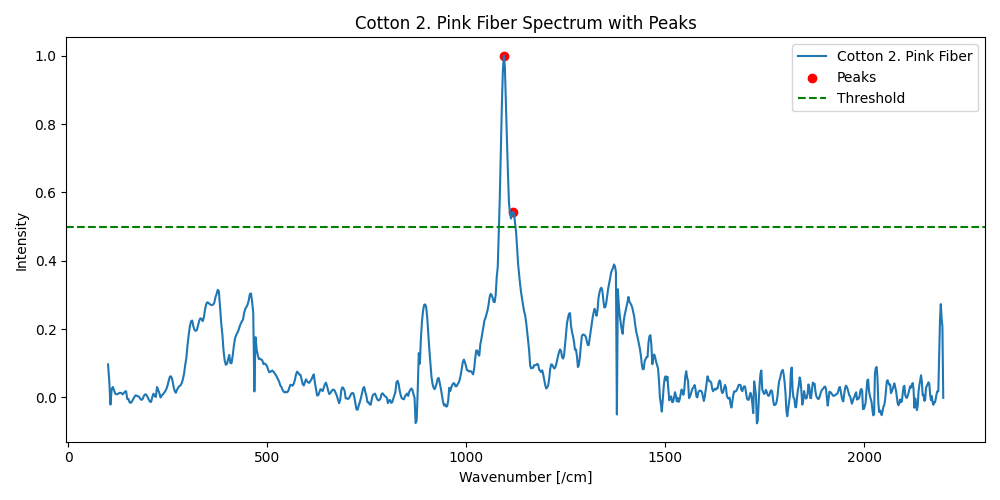 Cotton 2. Pink Fiber Spectrum with Peaks
Cotton 2. Pink Fiber
Peaks
Threshold
Intensity
1.0
0.8
0.6
0.4
0.2
0.0
0
500
1000
1500
2000
Wavenumber [/cm]